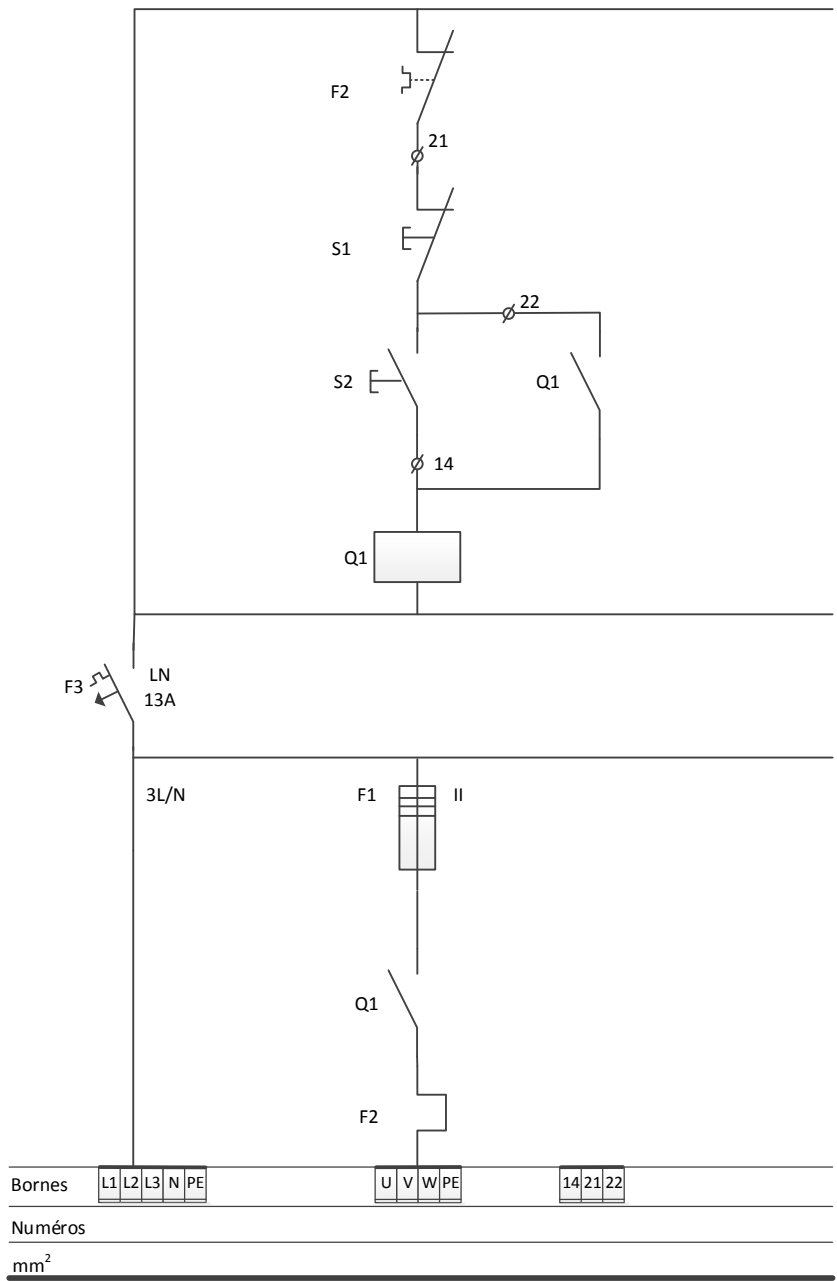 F2
21
S1
22
S2
Q1
14
Q1
LN
F3
13A
3L/N
F1
II
Q1
F2
Bornes L1 L2 L3 N PE U V W PE 14 21 22
Numéros
mm²